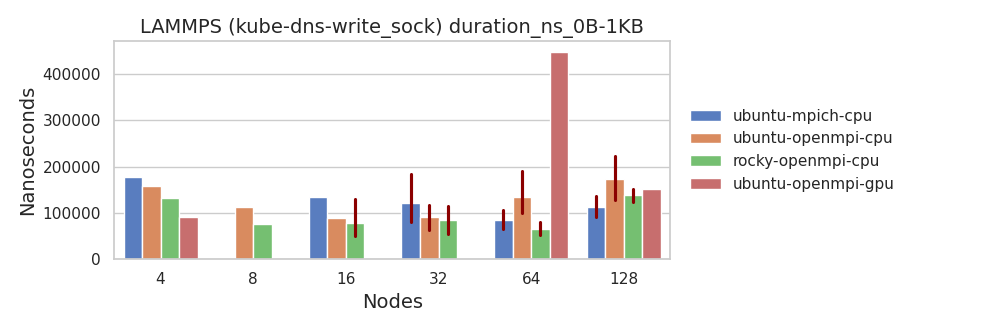 LAMMPS (kube-dns-write_sock) duration_ns_0B-1KB
400000
300000
200000
100000
0
Nanoseconds
4 8 16 32 64 128
Nodes
ubuntu-mpich-cpu
ubuntu-openmpi-cpu
rocky-openmpi-cpu
ubuntu-openmpi-gpu